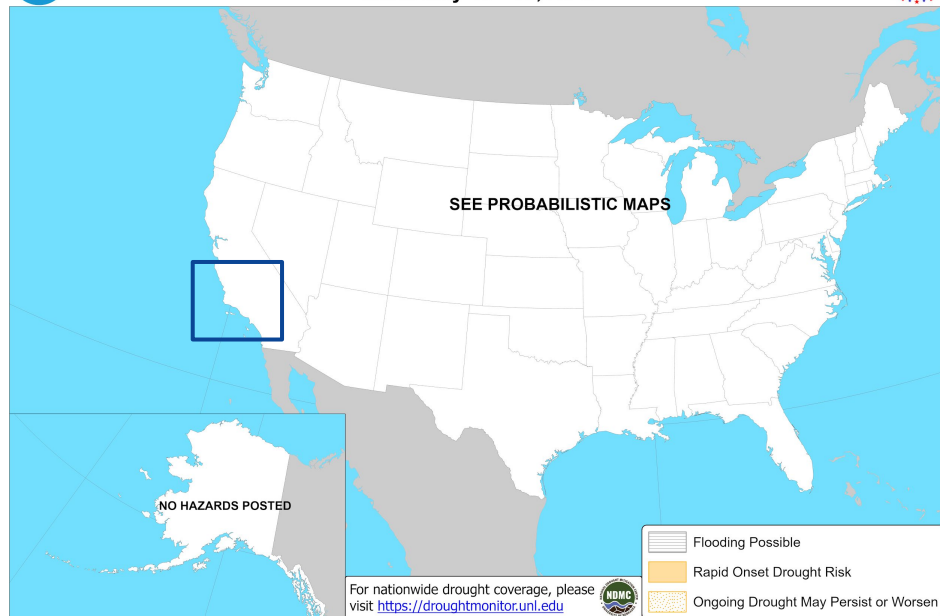 SEE PROBABILISTIC MAPS
NO HAZARDS POSTED
For nationwide drought coverage, please
visit https://droughtmonitor.unl.edu
NDMC
Flooding Possible
Rapid Onset Drought Risk
Ongoing Drought May Persist or Worsen